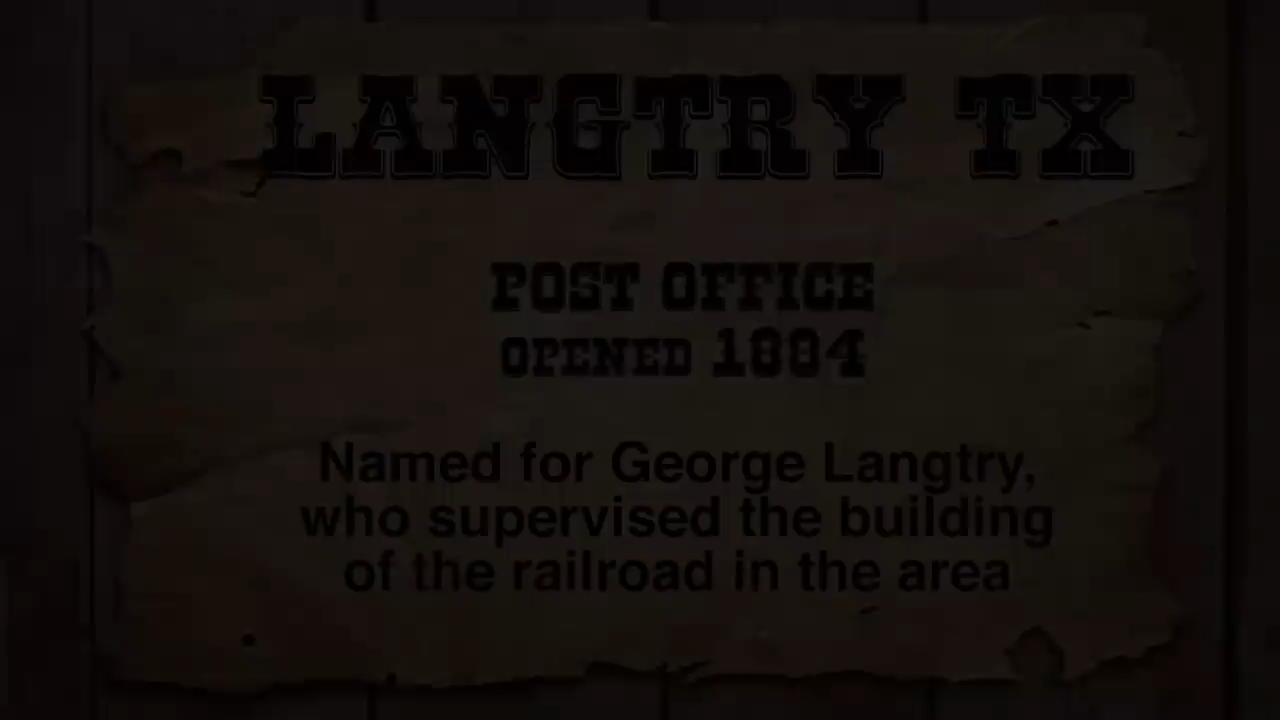 LANGTRY TX
POST OFFICE
OPENED 1884
Named for George Langtry,
who supervised the building
of the railroad in the area